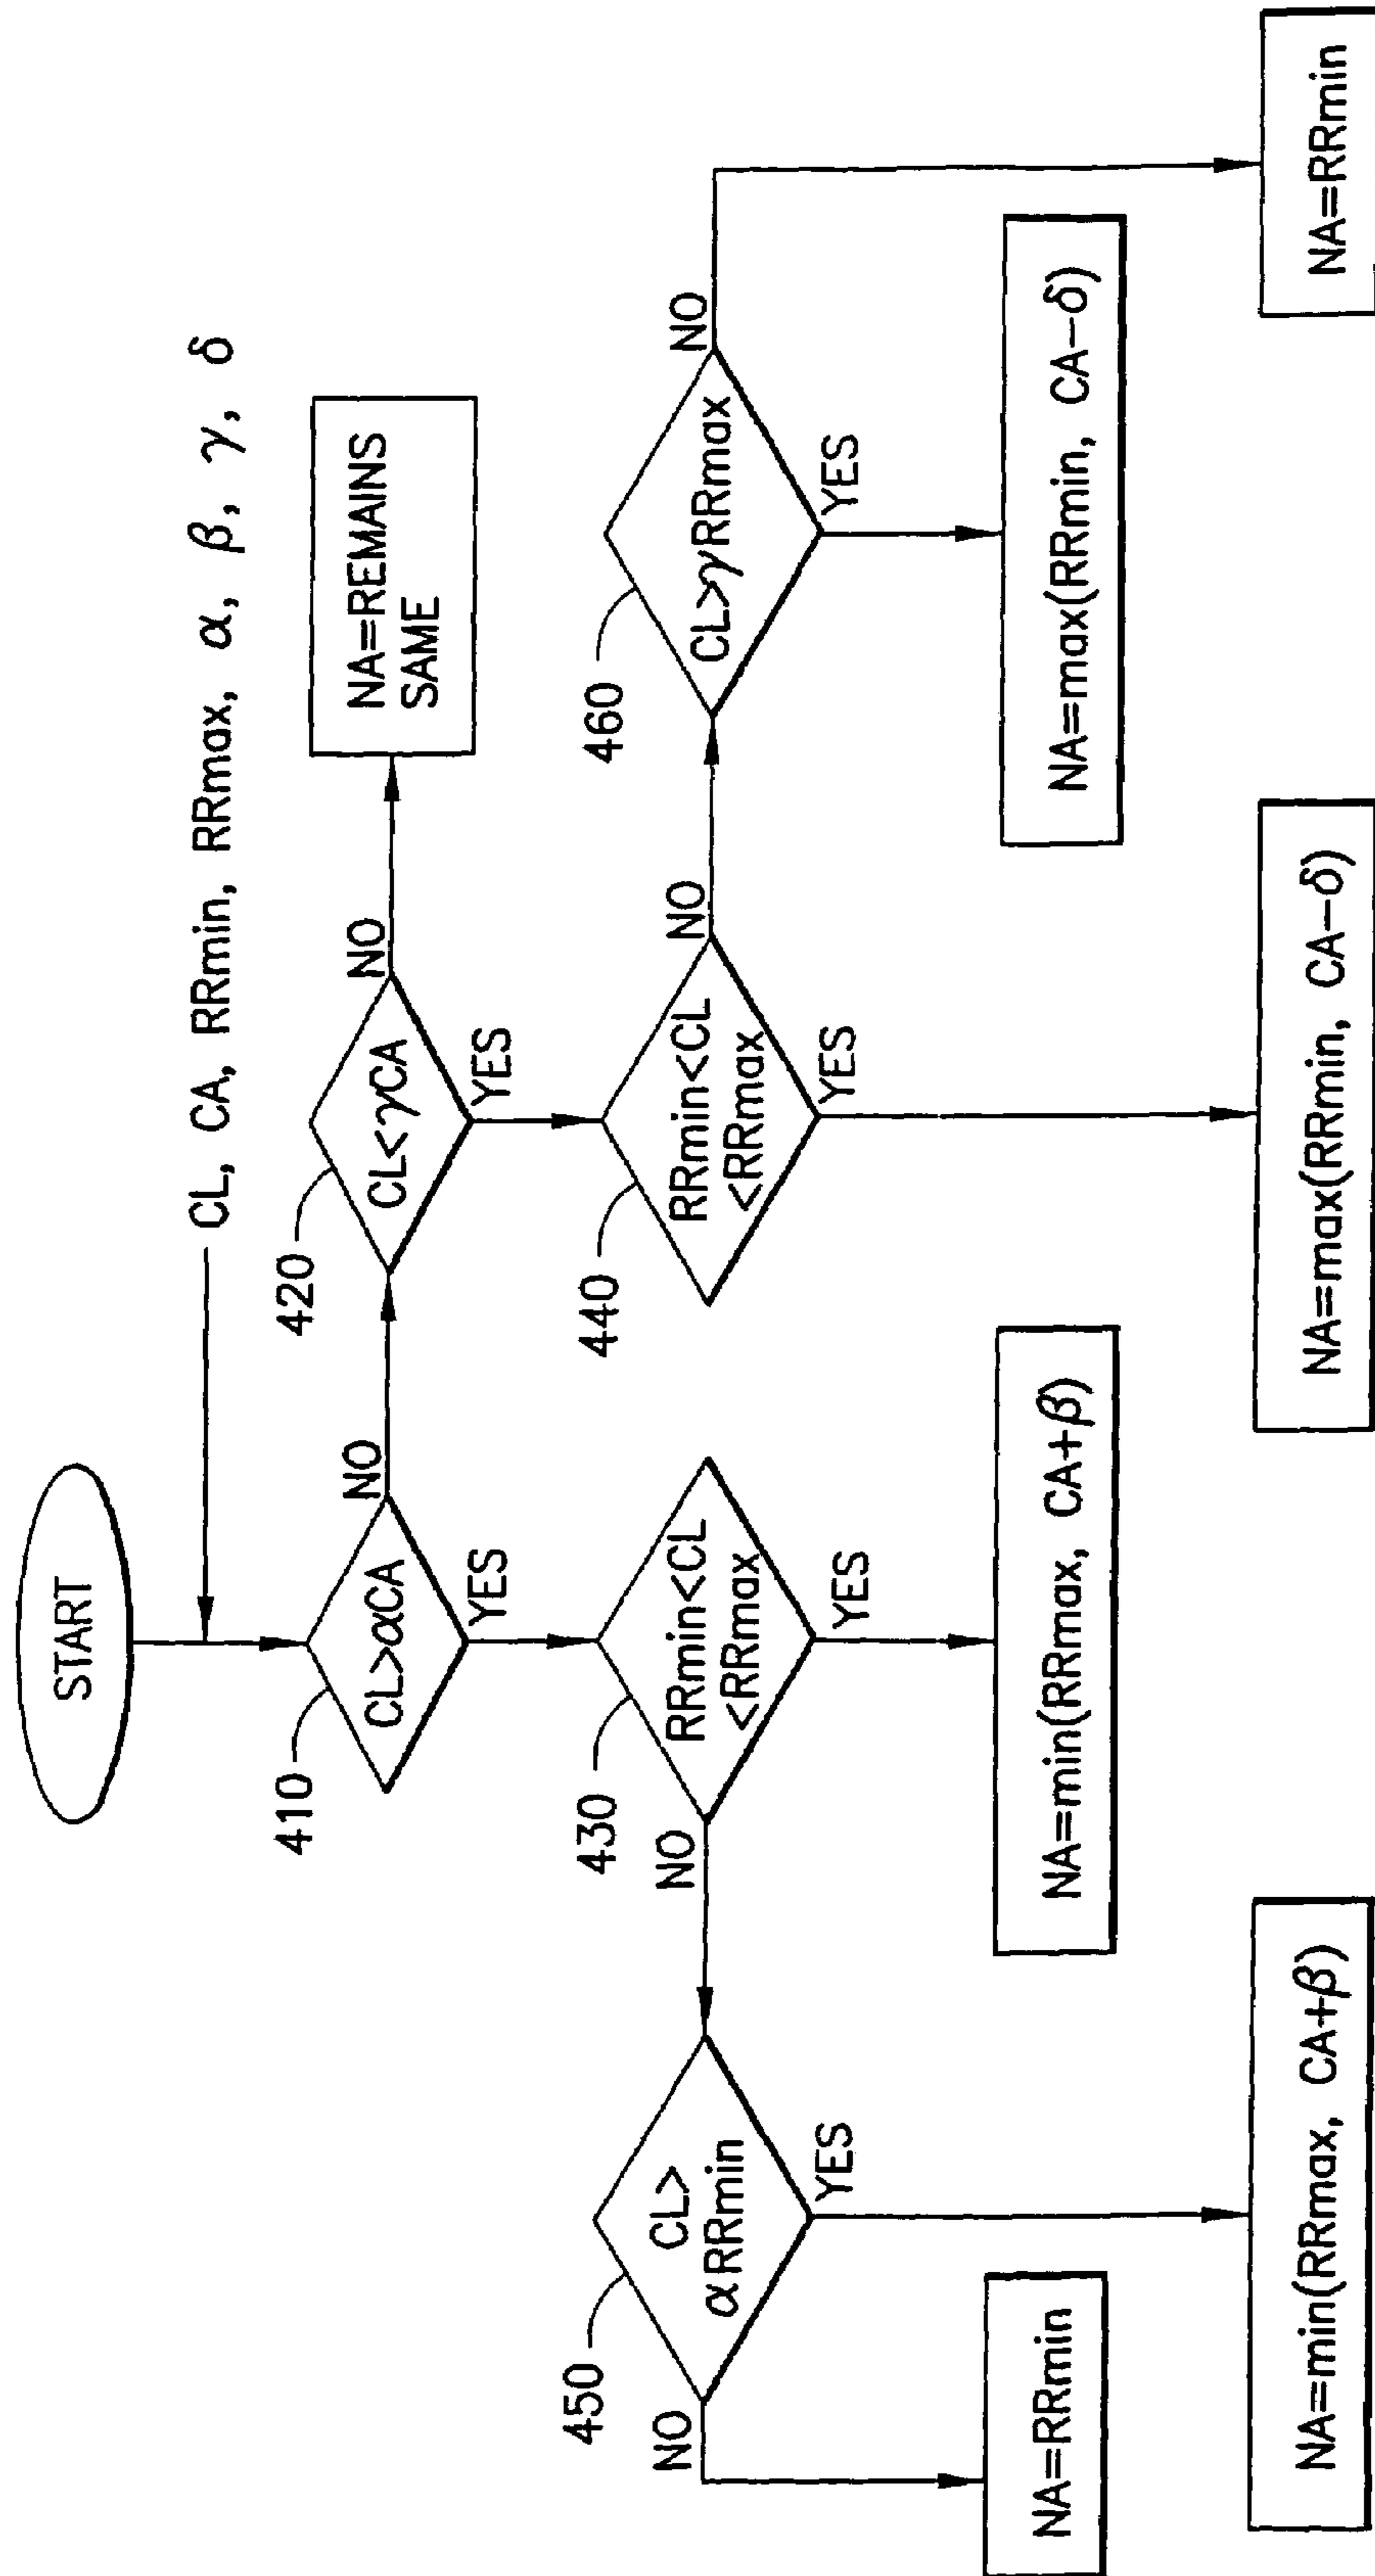 START
CL, CA, RRmin, RRmax, α, β, γ, δ
410
CL>αCA
NO
YES
420
CL<γCA
NO
YES
NA=REMAINS
SAME
430
RRmin<CL
<RRmax
NO
YES
440
RRmin<CL
<RRmax
NO
YES
450
CL>
αRRmin
NO
YES
460
CL>γRRmax
NO
YES
NA=RRmin
NA=min(RRmax, CA+β)
NA=max(RRmin, CA-δ)
NA=min(RRmax, CA+β)
NA=max(RRmin, CA-δ)
NA=RRmin